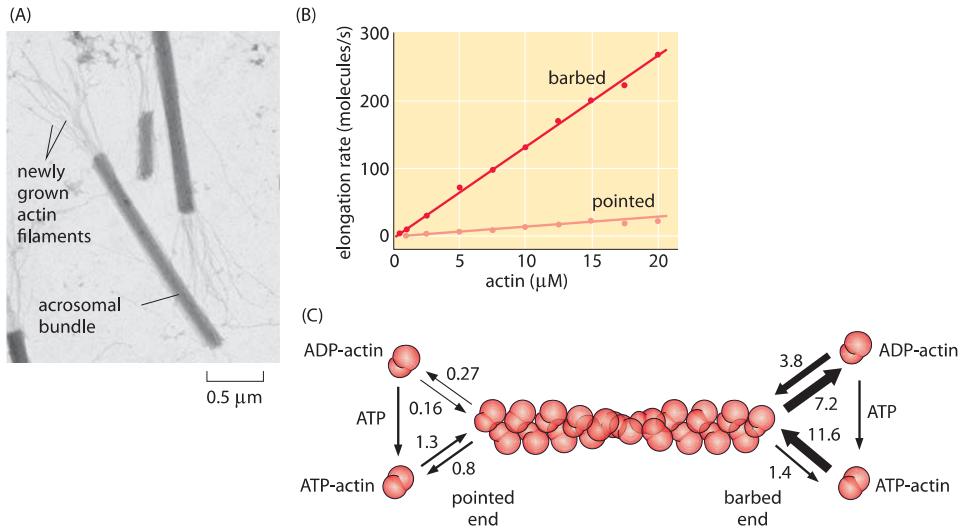 (A)
newly
grown
actin
filaments
acrosomal
bundle
0.5 μm
(B)
elongation rate (molecules/s)
300
200
100
0
barbed
pointed
0
5
10
15
20
actin (μM)
(C)
ADP-actin
0.27
0.16
ATP
1.3
0.8
ATP-actin
pointed
end
3.8
ADP-actin
7.2
ATP
11.6
1.4
ATP-actin
barbed
end